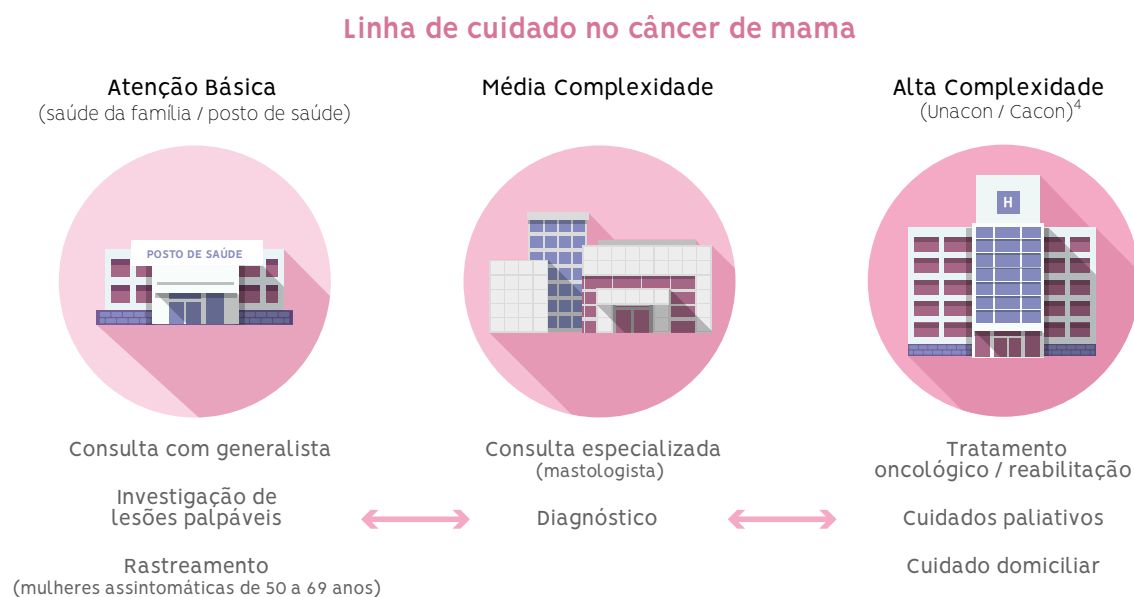 Linha de cuidado no câncer de mama
Atenção Básica
(saúde da família / posto de saúde)
POSTO DE SAÚDE
Consulta com generalista
Investigação de
lesões palpáveis
Rastreamento
(mulheres assintomáticas de 50 a 69 anos)
Média Complexidade
Consulta especializada
(mastologista)
Diagnóstico
Alta Complexidade
(Unacon / Cacon)⁴
H
Tratamento
oncológico / reabilitação
Cuidados paliativos
Cuidado domiciliar